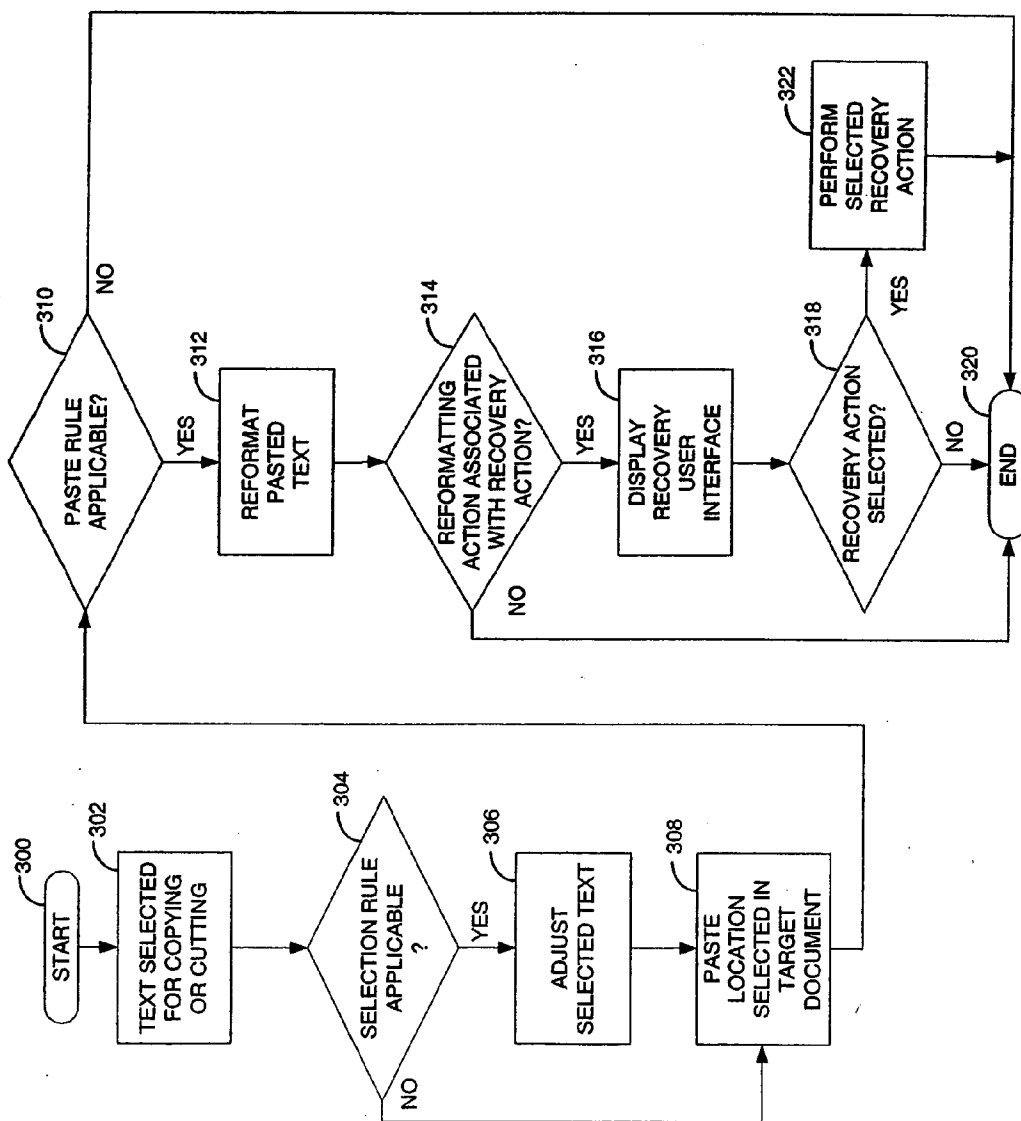 300
START
302
TEXT SELECTED
FOR COPYING
OR CUTTING
304
SELECTION RULE
APPLICABLE
?
NO
YES
306
ADJUST
SELECTED TEXT
308
PASTE
LOCATION
SELECTED IN
TARGET
DOCUMENT
310
PASTE RULE
APPLICABLE?
NO
YES
312
REFORMAT
PASTED
TEXT
314
REFORMATTING
ACTION ASSOCIATED
WITH RECOVERY
ACTION?
NO
YES
316
DISPLAY
RECOVERY
USER
INTERFACE
318
RECOVERY ACTION
SELECTED?
YES
NO
322
PERFORM
SELECTED
RECOVERY
ACTION
320
END